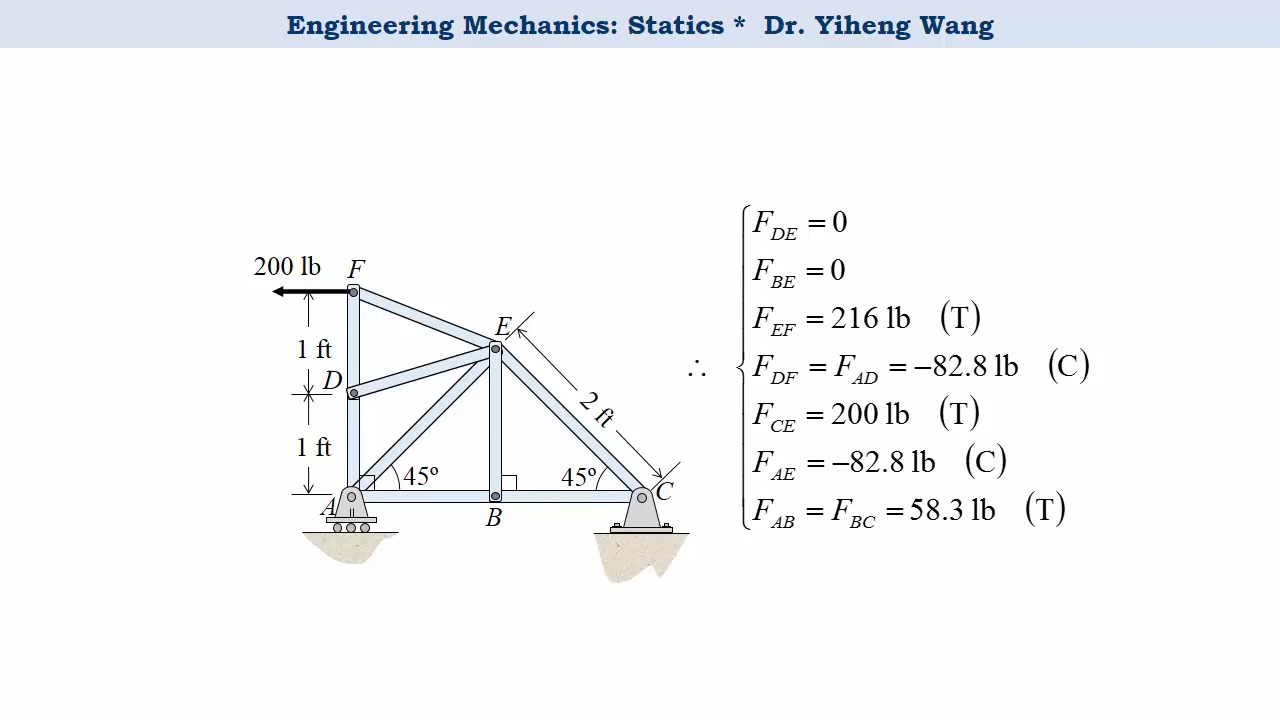 Engineering Mechanics: Statics * Dr. Yiheng Wang
200 lb
F
E
1 ft
D
2 ft
1 ft
45º
45º
A
B
C
∴
F_DE = 0
F_BE = 0
F_EF = 216 lb (T)
F_DF = F_AD = −82.8 lb (C)
F_CE = 200 lb (T)
F_AE = −82.8 lb (C)
F_AB = F_BC = 58.3 lb (T)